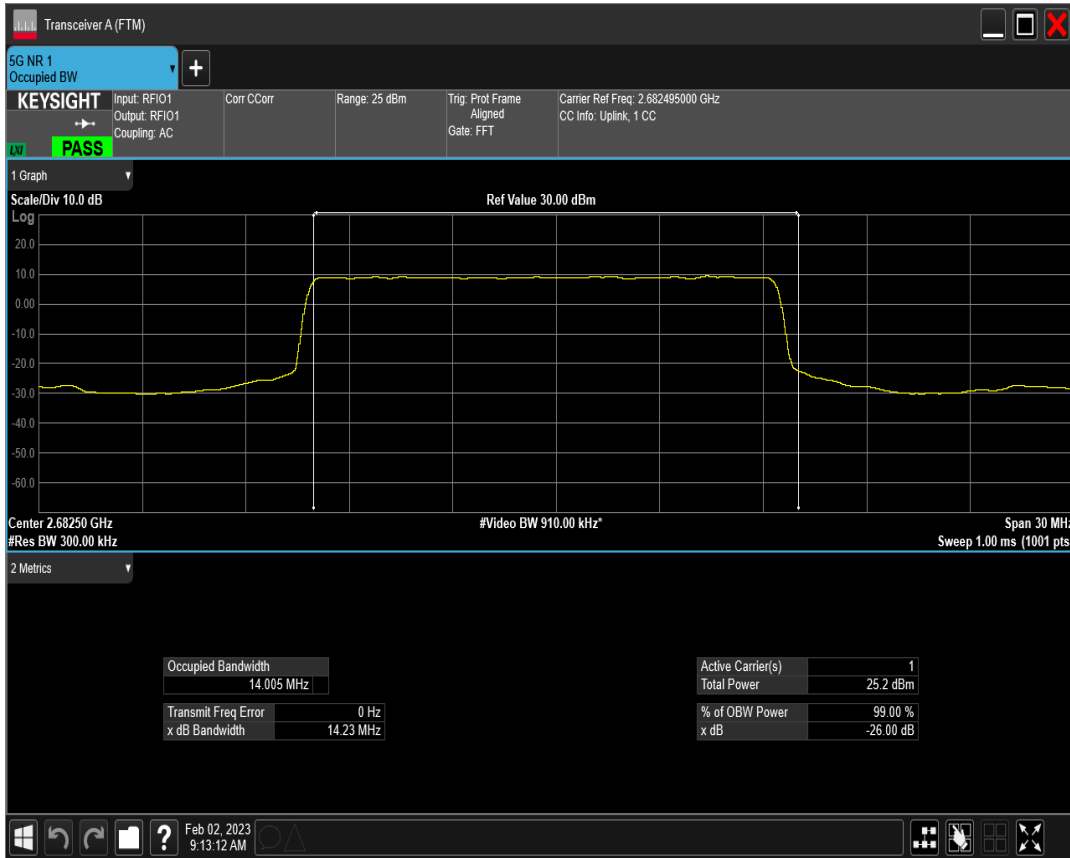 Transceiver A (FTM)
5G NR 1
Occupied BW
+
KEYSIGHT
LXI
PASS
Input: RFIO1
Output: RFIO1
Coupling: AC
Corr CCorr
Range: 25 dBm
Trig: Prot Frame
Aligned
Gate: FFT
Carrier Ref Freq: 2.682495000 GHz
CC Info: Uplink, 1 CC
1 Graph
Scale/Div 10.0 dB
Ref Value 30.00 dBm
Log
20.0
10.0
0.00
-10.0
-20.0
-30.0
-40.0
-50.0
-60.0
Center 2.68250 GHz
#Video BW 910.00 kHz*
Span 30 MHz
#Res BW 300.00 kHz
Sweep 1.00 ms (1001 pts
2 Metrics
Occupied Bandwidth
14.005 MHz
Transmit Freq Error 0 Hz
x dB Bandwidth 14.23 MHz
Active Carrier(s) 1
Total Power 25.2 dBm
% of OBW Power 99.00 %
x dB -26.00 dB
?
Feb 02, 2023
9:13:12 AM